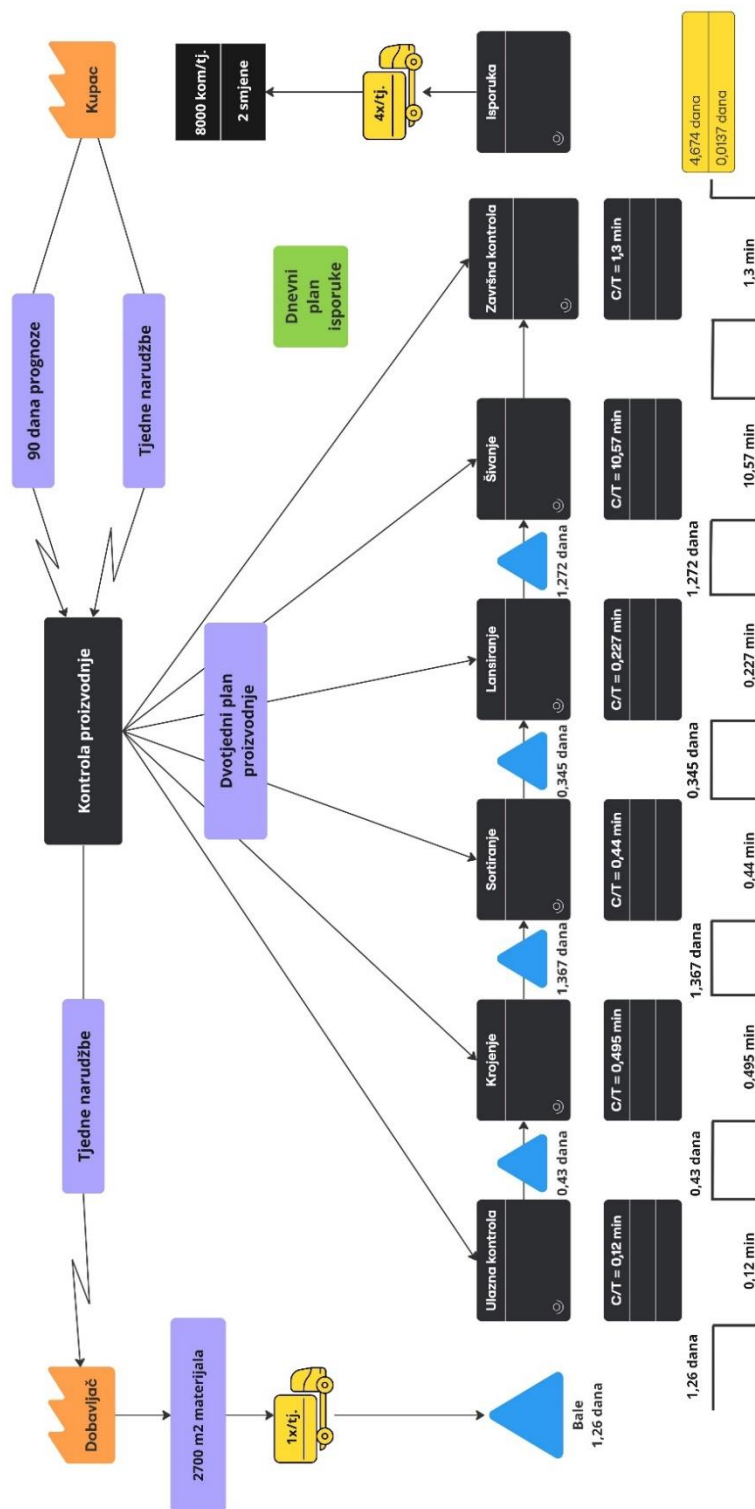 Dobavljač
Tjedne narudžbe
Kontrola proizvodnje
90 dana prognoze
Tjedne narudžbe
Kupac
2700 m2 materijala
1x/tj.
Dvotjedni plan
proizvodnje
Dnevni
plan
isporuke
8000 kom/tj.
2 smjene
4x/tj.
Bale
1,26 dana
Ulazna kontrola
Krojenje
Sortiranje
Lansiranje
Šivanje
Završna kontrola
Isporuka
0,43 dana
1,367 dana
0,345 dana
1,272 dana
C/T = 0,12 min
C/T = 0,495 min
C/T = 0,44 min
C/T = 0,227 min
C/T = 10,57 min
C/T = 1,3 min
1,26 dana
0,43 dana
1,367 dana
0,345 dana
1,272 dana
4,674 dana
0,0137 dana
0,12 min
0,495 min
0,44 min
0,227 min
10,57 min
1,3 min